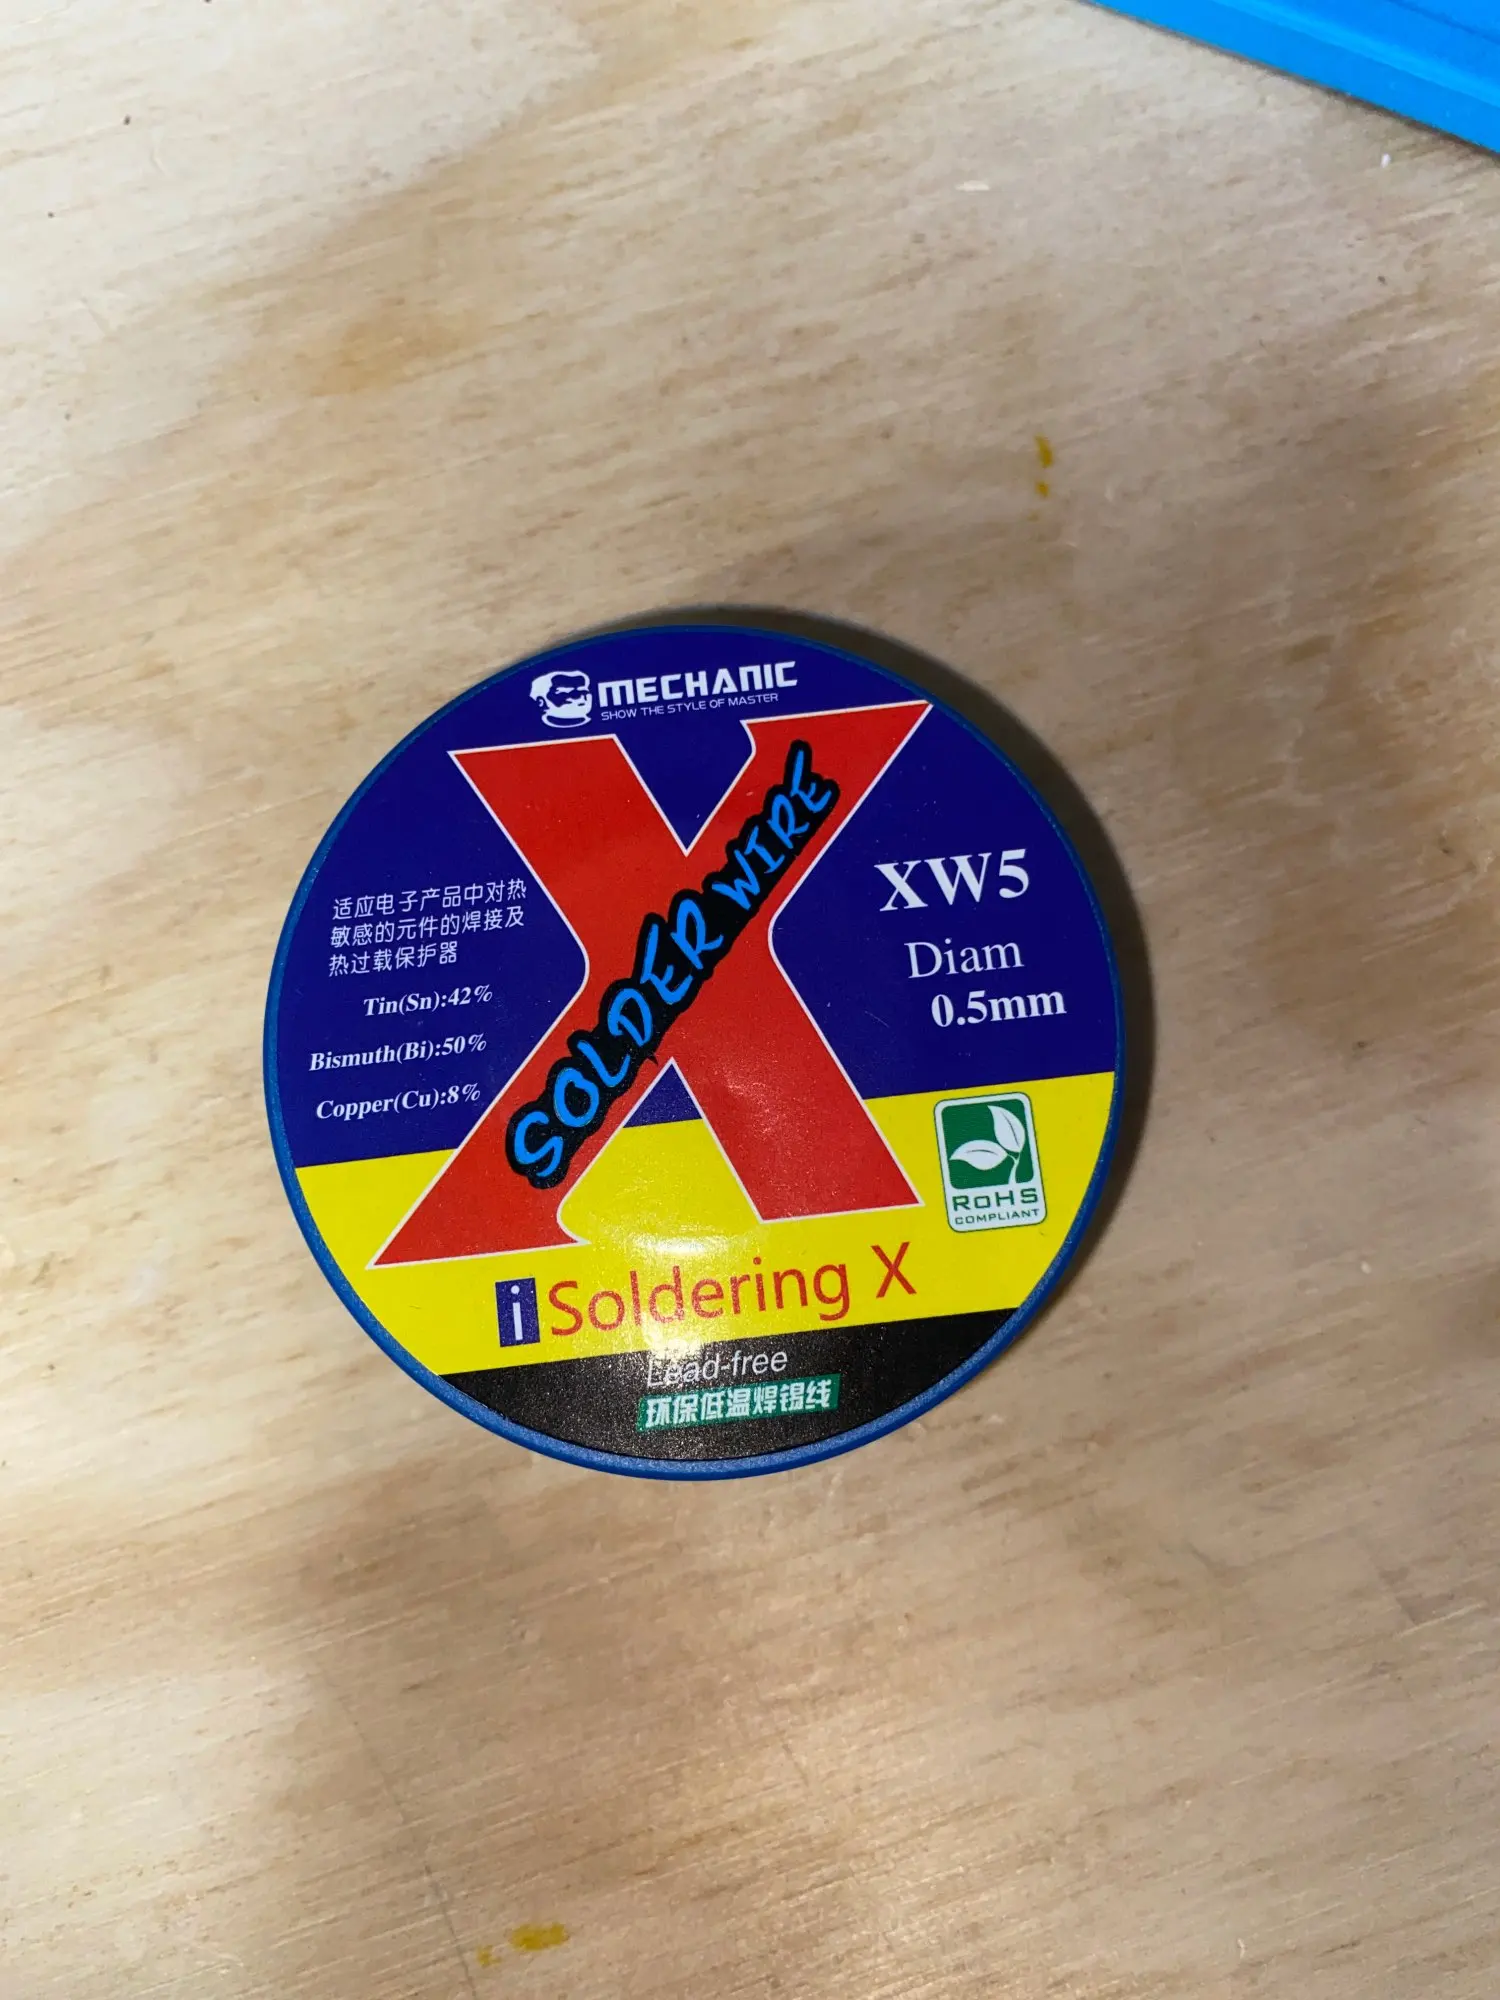 MECHANIC
SHOW THE STYLE OF MASTER
SOLDER WIRE
适应电子产品中对热
敏感的元件的焊接及
热过载保护器
Tin(Sn):42%
Bismuth(Bi):50%
Copper(Cu):8%
XW5
Diam
0.5mm
RoHS
COMPLIANT
i Soldering X
Lead-free
环保低温焊锡线